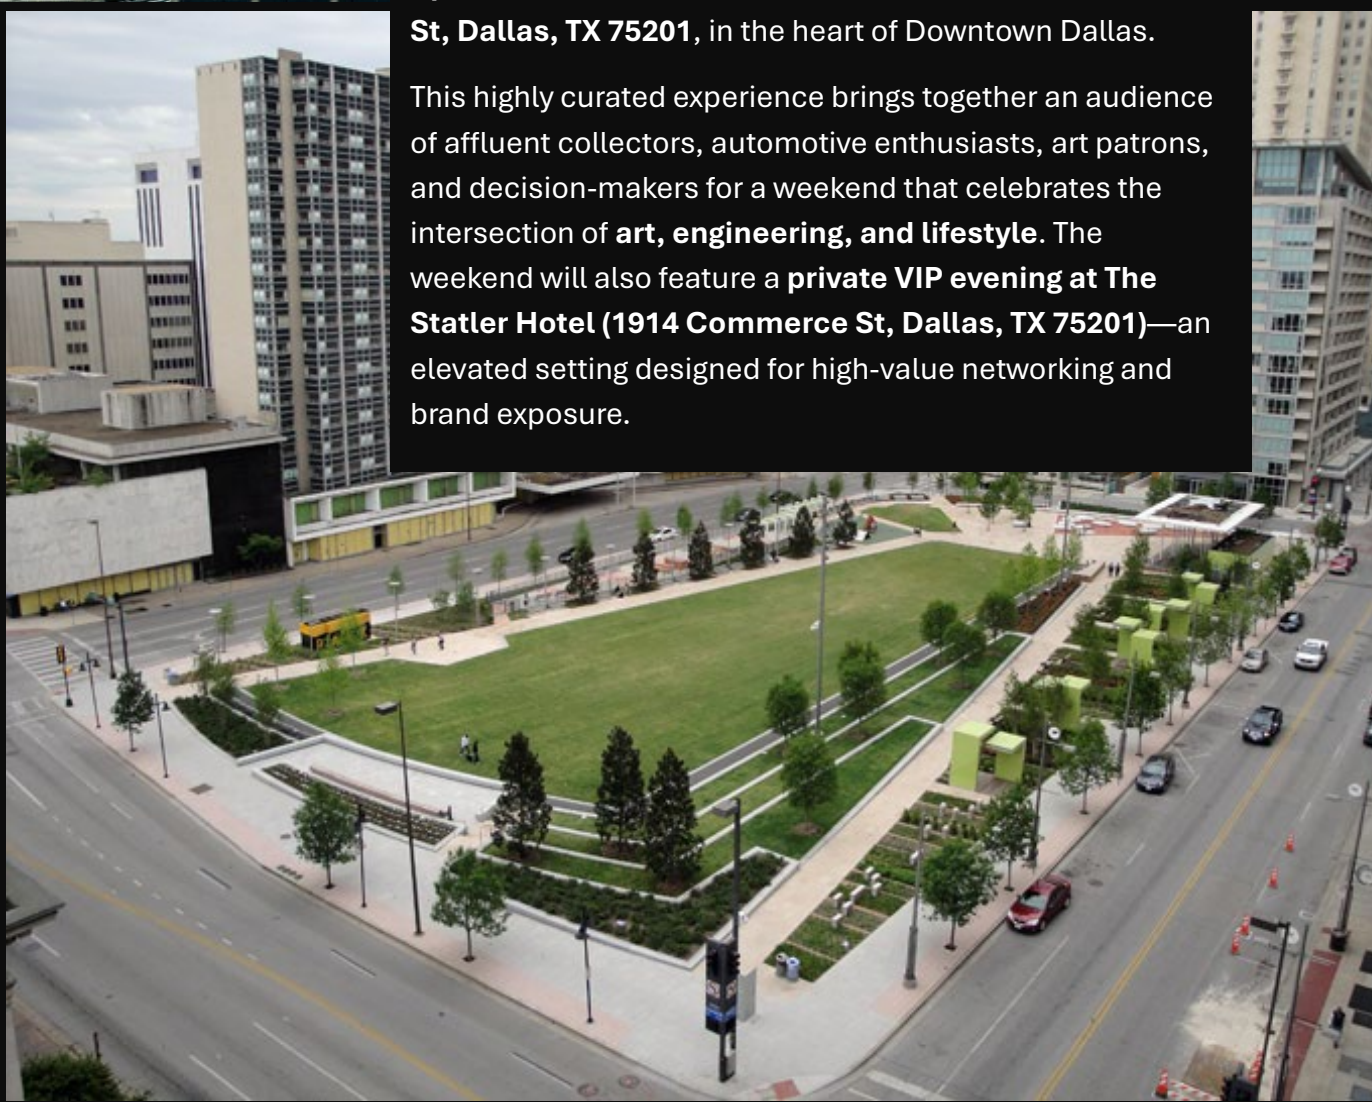 St, Dallas, TX 75201, in the heart of Downtown Dallas.
This highly curated experience brings together an audience
of affluent collectors, automotive enthusiasts, art patrons,
and decision-makers for a weekend that celebrates the
intersection of art, engineering, and lifestyle. The
weekend will also feature a private VIP evening at The
Statler Hotel (1914 Commerce St, Dallas, TX 75201)—an
elevated setting designed for high-value networking and
brand exposure.